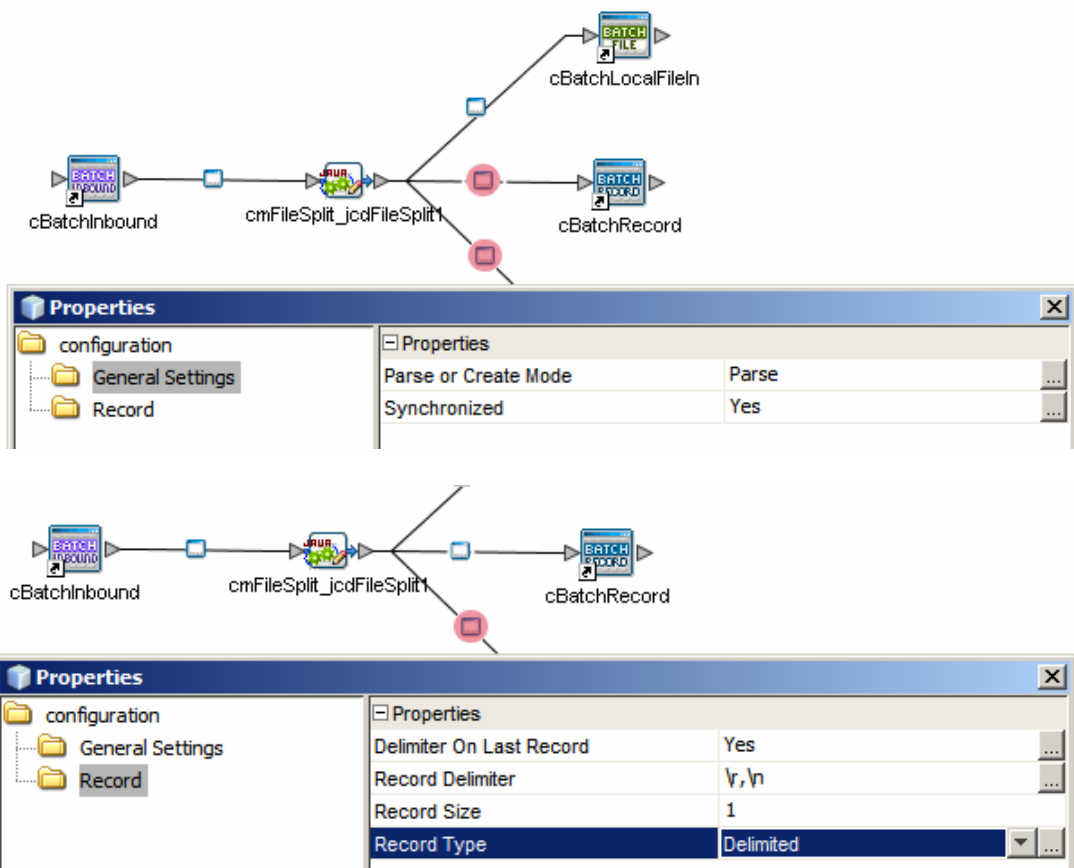 BATCH
FILE
cBatchLocalFileIn
BATCH
INBOUND
JAVA
BATCH
RECORD
cBatchInbound
cmFileSplit_jcdFileSplit1
cBatchRecord
Properties
configuration
General Settings
Record
Properties
Parse or Create Mode Parse ...
Synchronized Yes ...
BATCH
INBOUND
JAVA
BATCH
RECORD
cBatchInbound
cmFileSplit_jcdFileSplit1
cBatchRecord
Properties
configuration
General Settings
Record
Properties
Delimiter On Last Record Yes ...
Record Delimiter \r,\n ...
Record Size 1
Record Type Delimited ...